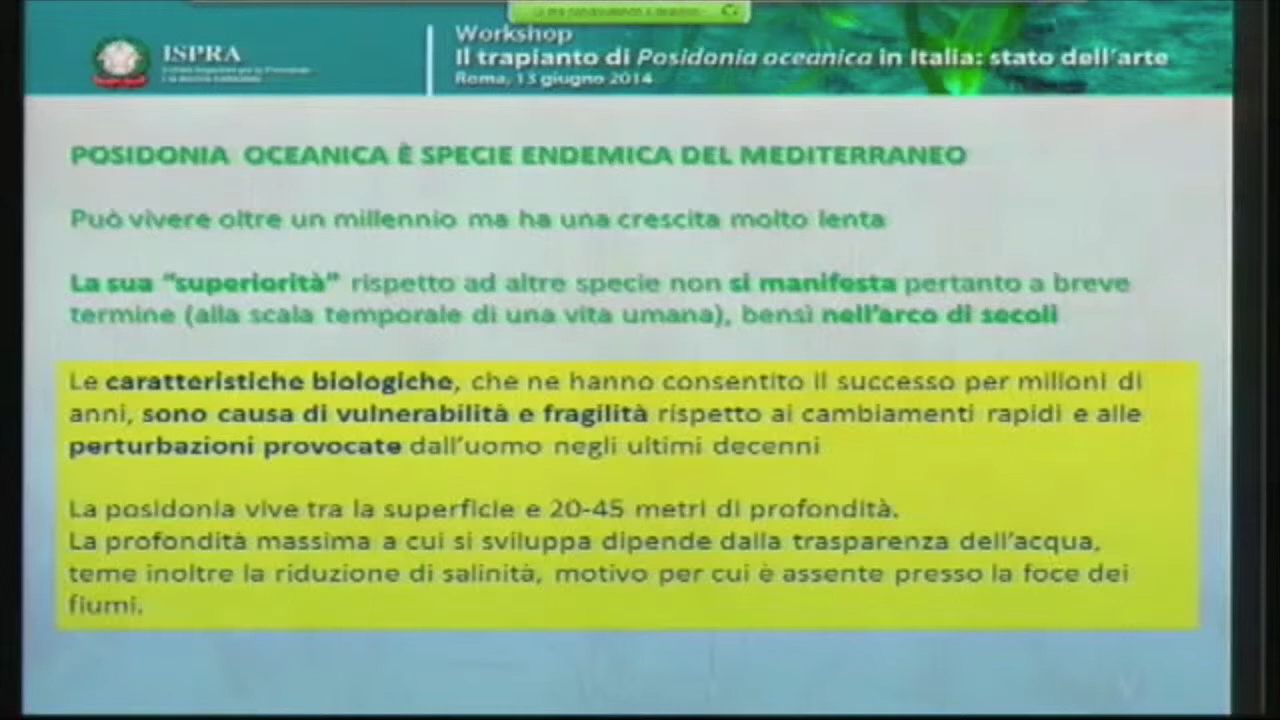 ISPRA
Workshop
Il trapianto di Posidonia oceanica in Italia: stato dell'arte
Roma, 13 giugno 2014
POSIDONIA OCEANICA È SPECIE ENDEMICA DEL MEDITERRANEO
Può vivere oltre un millennio ma ha una crescita molto lenta
La sua "superiorità" rispetto ad altre specie non si manifesta pertanto a breve
termine (alla scala temporale di una vita umana), bensì nell'arco di secoli
Le caratteristiche biologiche, che ne hanno consentito il successo per milioni di
anni, sono causa di vulnerabilità e fragilità rispetto ai cambiamenti rapidi e alle
perturbazioni provocate dall'uomo negli ultimi decenni
La posidonia vive tra la superficie e 20-45 metri di profondità.
La profondità massima a cui si sviluppa dipende dalla trasparenza dell'acqua,
teme inoltre la riduzione di salinità, motivo per cui è assente presso la foce dei
fiumi.